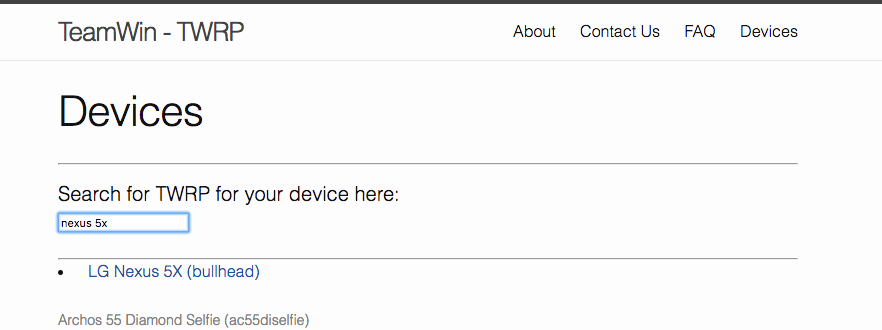 TeamWin - TWRP
About Contact Us FAQ Devices
Devices
Search for TWRP for your device here:
nexus 5x
LG Nexus 5X (bullhead)
Archos 55 Diamond Selfie (ac55diselfie)